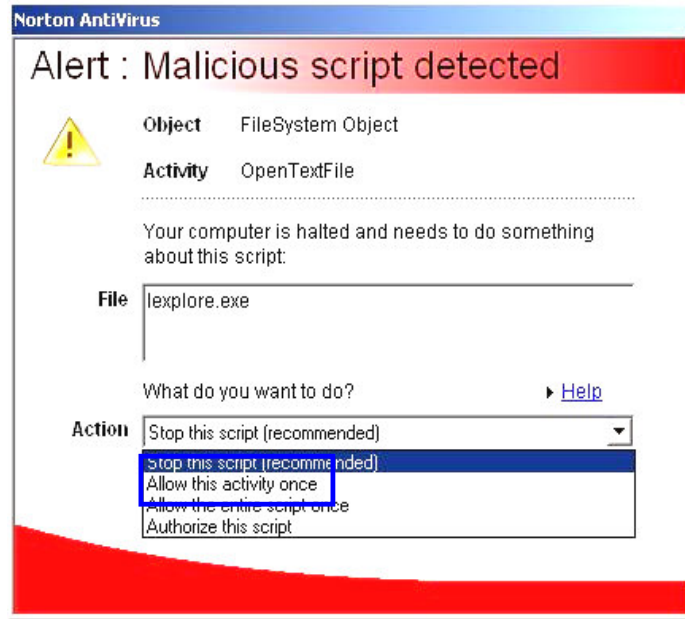 Norton AntiVirus
Alert : Malicious script detected
Object FileSystem Object
Activity OpenTextFile
Your computer is halted and needs to do something
about this script:
File Iexplore.exe
What do you want to do? Help
Action Stop this script (recommended)
Stop this script (recommended)
Allow this activity once
Allow the entire script once
Authorize this script